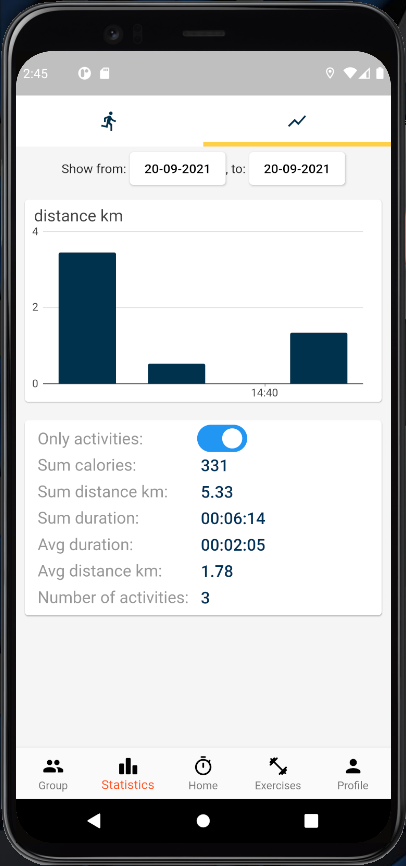 2:45
Show from: 20-09-2021 , to: 20-09-2021
distance km
4
2
0
14:40
Only activities:
Sum calories: 331
Sum distance km: 5.33
Sum duration: 00:06:14
Avg duration: 00:02:05
Avg distance km: 1.78
Number of activities: 3
Group Statistics Home Exercises Profile